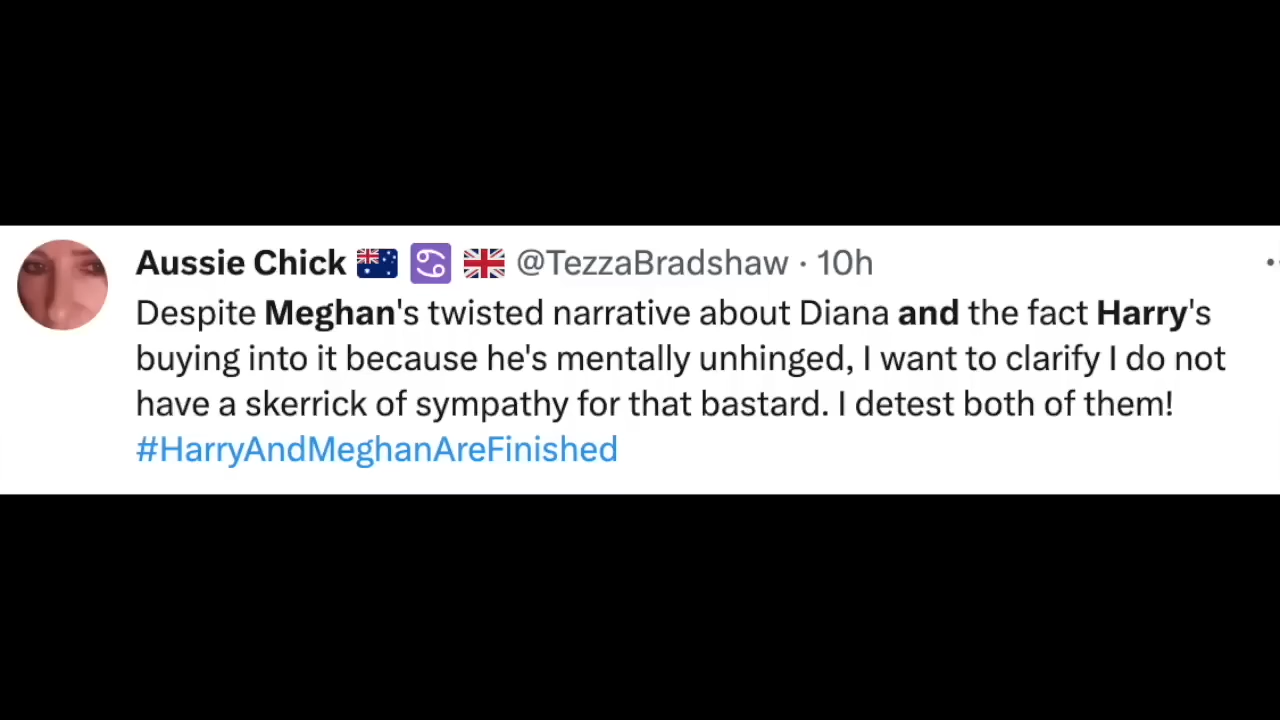 Aussie Chick 🇦🇺 ♋ 🇬🇧 @TezzaBradshaw · 10h
Despite Meghan's twisted narrative about Diana and the fact Harry's
buying into it because he's mentally unhinged, I want to clarify I do not
have a skerrick of sympathy for that bastard. I detest both of them!
#HarryAndMeghanAreFinished